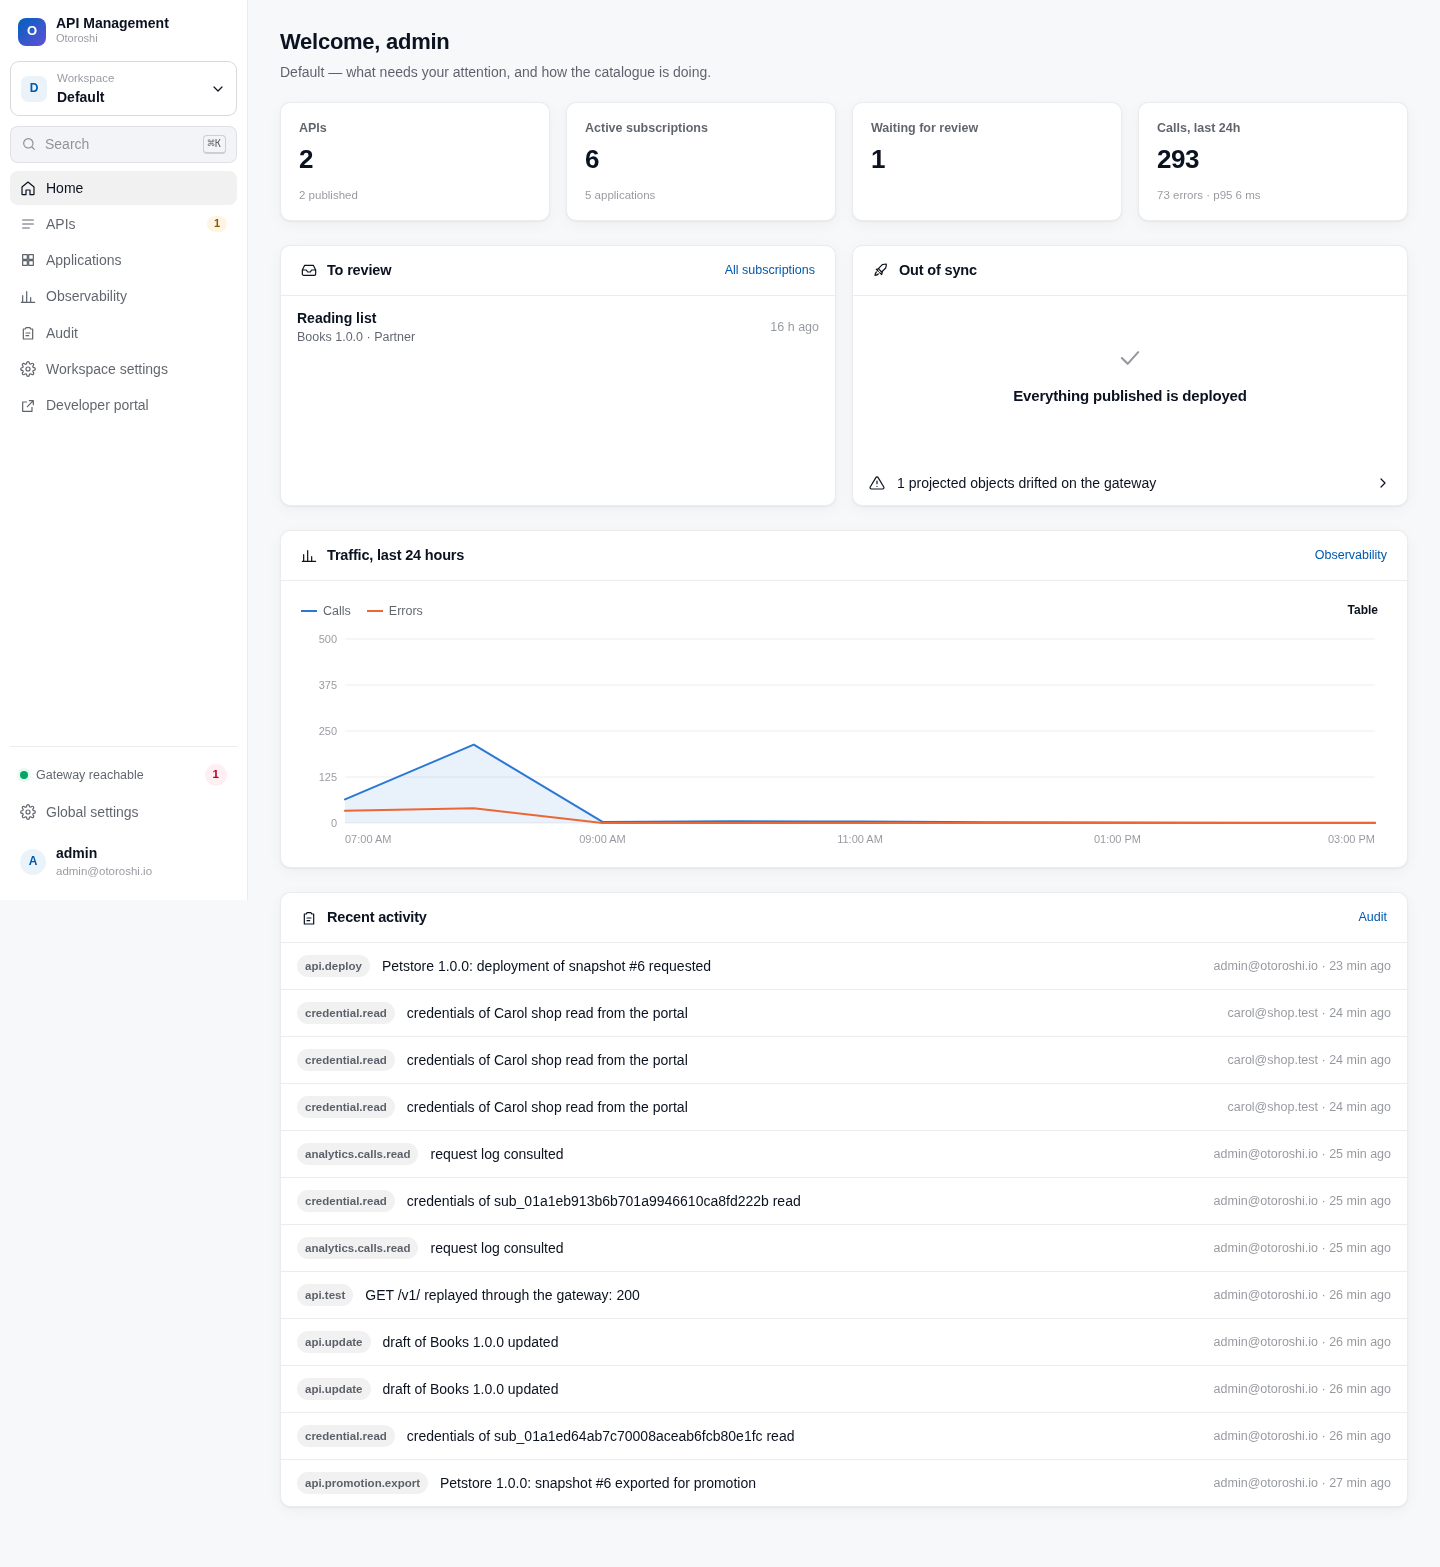 O
API Management
Otoroshi
D
Workspace
Default
Search
⌘K
Home
APIs
1
Applications
Observability
Audit
Workspace settings
Developer portal
Gateway reachable
1
Global settings
A
admin
admin@otoroshi.io
Welcome, admin
Default — what needs your attention, and how the catalogue is doing.
APIs
2
2 published
Active subscriptions
6
5 applications
Waiting for review
1
Calls, last 24h
293
73 errors · p95 6 ms
To review
All subscriptions
Reading list
Books 1.0.0 · Partner
16 h ago
Out of sync
Everything published is deployed
1 projected objects drifted on the gateway
Traffic, last 24 hours
Observability
Calls
Errors
Table
500
375
250
125
0
07:00 AM
09:00 AM
11:00 AM
01:00 PM
03:00 PM
Recent activity
Audit
api.deploy Petstore 1.0.0: deployment of snapshot #6 requested admin@otoroshi.io · 23 min ago
credential.read credentials of Carol shop read from the portal carol@shop.test · 24 min ago
credential.read credentials of Carol shop read from the portal carol@shop.test · 24 min ago
credential.read credentials of Carol shop read from the portal carol@shop.test · 24 min ago
analytics.calls.read request log consulted admin@otoroshi.io · 25 min ago
credential.read credentials of sub_01a1eb913b6b701a9946610ca8fd222b read admin@otoroshi.io · 25 min ago
analytics.calls.read request log consulted admin@otoroshi.io · 25 min ago
api.test GET /v1/ replayed through the gateway: 200 admin@otoroshi.io · 26 min ago
api.update draft of Books 1.0.0 updated admin@otoroshi.io · 26 min ago
api.update draft of Books 1.0.0 updated admin@otoroshi.io · 26 min ago
credential.read credentials of sub_01a1ed64ab7c70008aceab6fcb80e1fc read admin@otoroshi.io · 26 min ago
api.promotion.export Petstore 1.0.0: snapshot #6 exported for promotion admin@otoroshi.io · 27 min ago